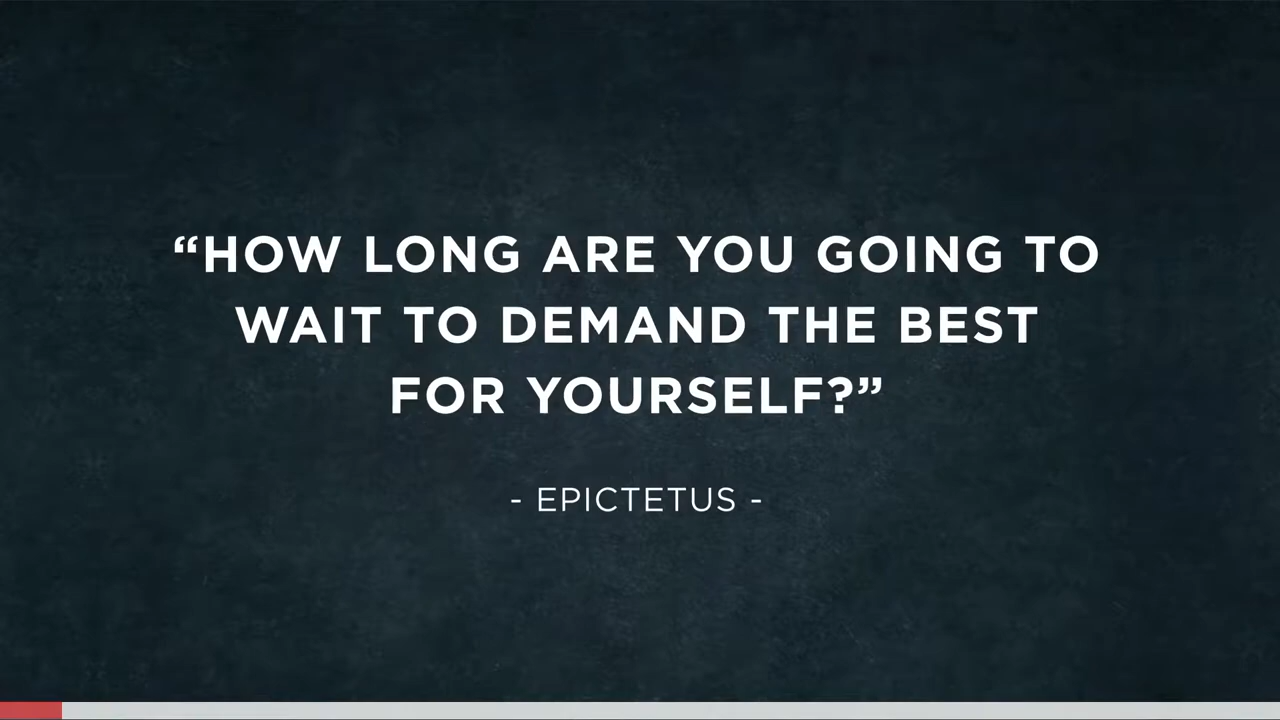 “HOW LONG ARE YOU GOING TO
WAIT TO DEMAND THE BEST
FOR YOURSELF?”
- EPICTETUS -